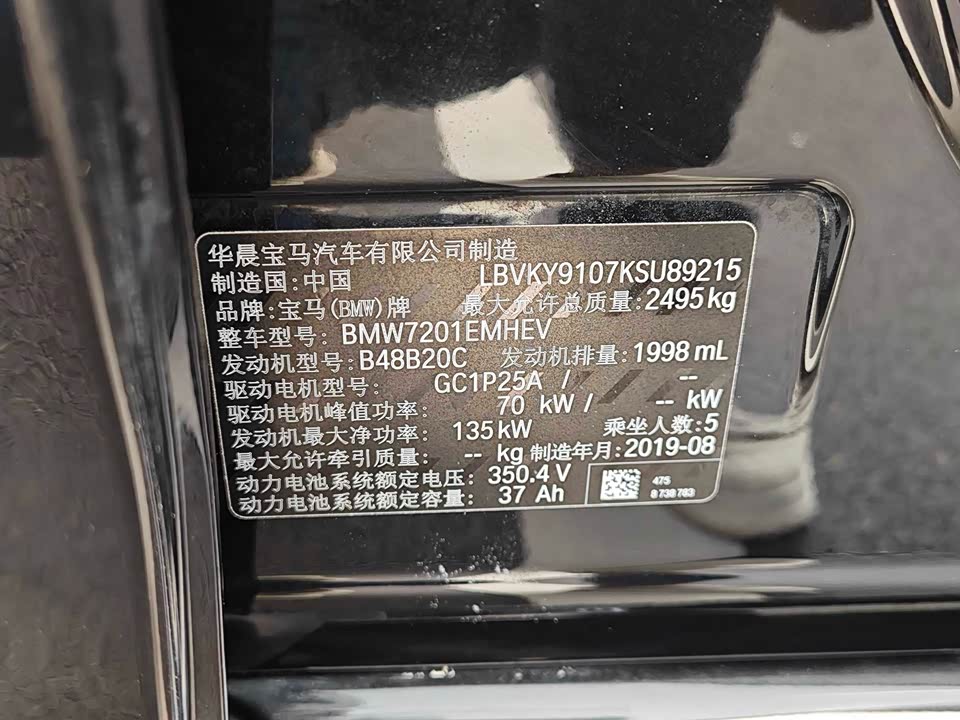 华晨宝马汽车有限公司制造
制造国:中国 LBVKY9107KSU89215
品牌:宝马(BMW)牌 最大允许总质量:2495kg
整车型号: BMW7201EMHEV
发动机型号:B48B20C 发动机排量:1998 mL
驱动电机型号: GC1P25A / --
驱动电机峰值功率: 70 kW / -- kW
发动机最大净功率: 135kW 乘坐人数:5
最大允许牵引质量: -- kg 制造年月:2019-08
动力电池系统额定电压: 350.4 V
动力电池系统额定容量: 37 Ah
475
8 738 783